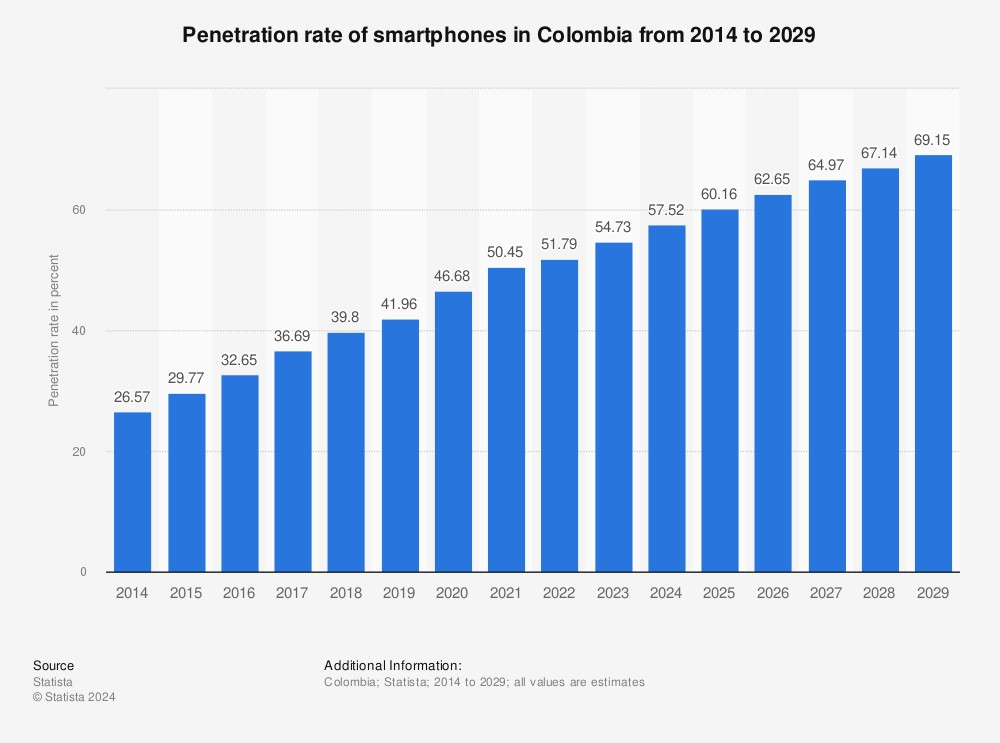 Penetration rate of smartphones in Colombia from 2014 to 2029
Penetration rate in percent
60
40
20
0
26.57
29.77
32.65
36.69
39.8
41.96
46.68
50.45
51.79
54.73
57.52
60.16
62.65
64.97
67.14
69.15
2014 2015 2016 2017 2018 2019 2020 2021 2022 2023 2024 2025 2026 2027 2028 2029
Source
Statista
© Statista 2024
Additional Information:
Colombia; Statista; 2014 to 2029; all values are estimates